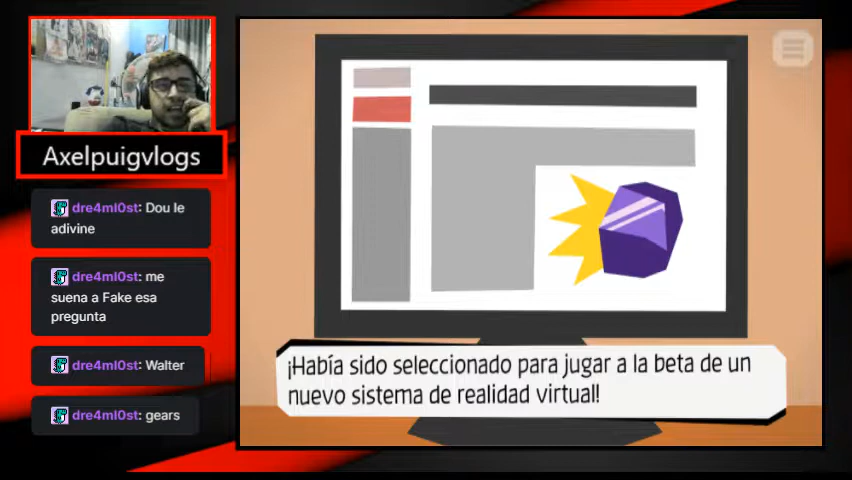 Axelpuigvlogs
dre4ml0st: Dou le
adivine
dre4ml0st: me
suena a Fake esa
pregunta
dre4ml0st: Walter
dre4ml0st: gears
¡Había sido seleccionado para jugar a la beta de un
nuevo sistema de realidad virtual!